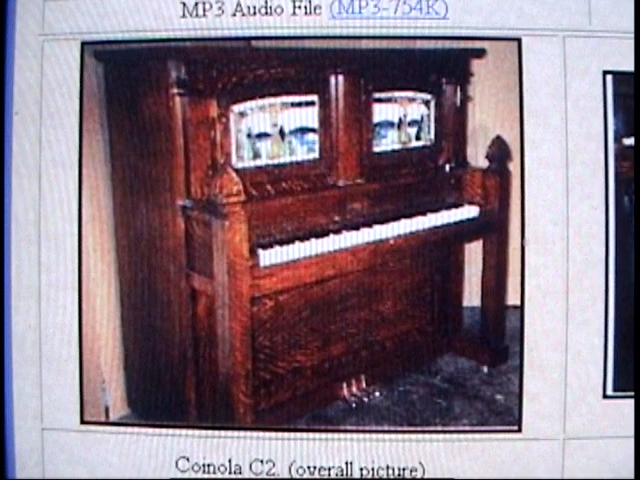 MP3 Audio File (MP3-754K)
Coinola C2. (overall picture)